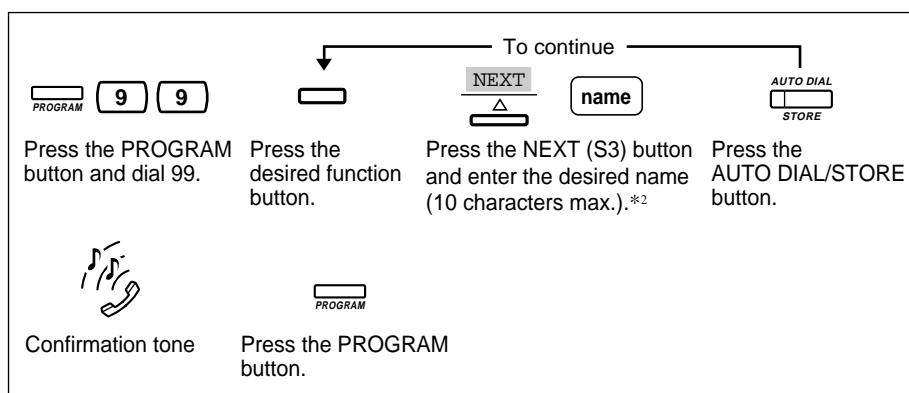 To continue
PROGRAM
9 9
NEXT
name
AUTO DIAL
STORE
Press the PROGRAM
button and dial 99.
Press the
desired function
button.
Press the NEXT (S3) button
and enter the desired name
(10 characters max.).*2
Press the
AUTO DIAL/STORE
button.
PROGRAM
Confirmation tone
Press the PROGRAM
button.